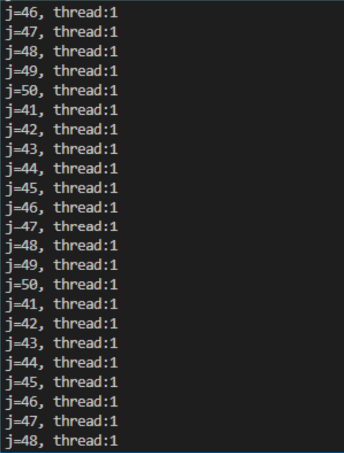 j=46, thread:1
j=47, thread:1
j=48, thread:1
j=49, thread:1
j=50, thread:1
j=41, thread:1
j=42, thread:1
j=43, thread:1
j=44, thread:1
j=45, thread:1
j=46, thread:1
j=47, thread:1
j=48, thread:1
j=49, thread:1
j=50, thread:1
j=41, thread:1
j=42, thread:1
j=43, thread:1
j=44, thread:1
j=45, thread:1
j=46, thread:1
j=47, thread:1
j=48, thread:1